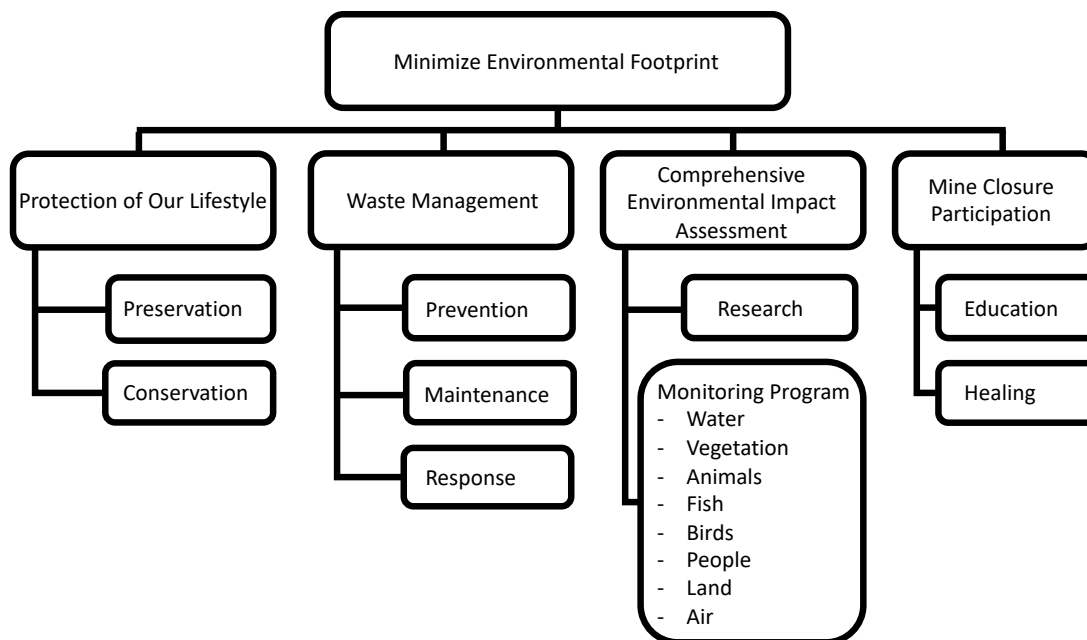 Minimize Environmental Footprint
Protection of Our Lifestyle
Preservation
Conservation
Waste Management
Prevention
Maintenance
Response
Comprehensive
Environmental Impact
Assessment
Research
Monitoring Program
- Water
- Vegetation
- Animals
- Fish
- Birds
- People
- Land
- Air
Mine Closure
Participation
Education
Healing